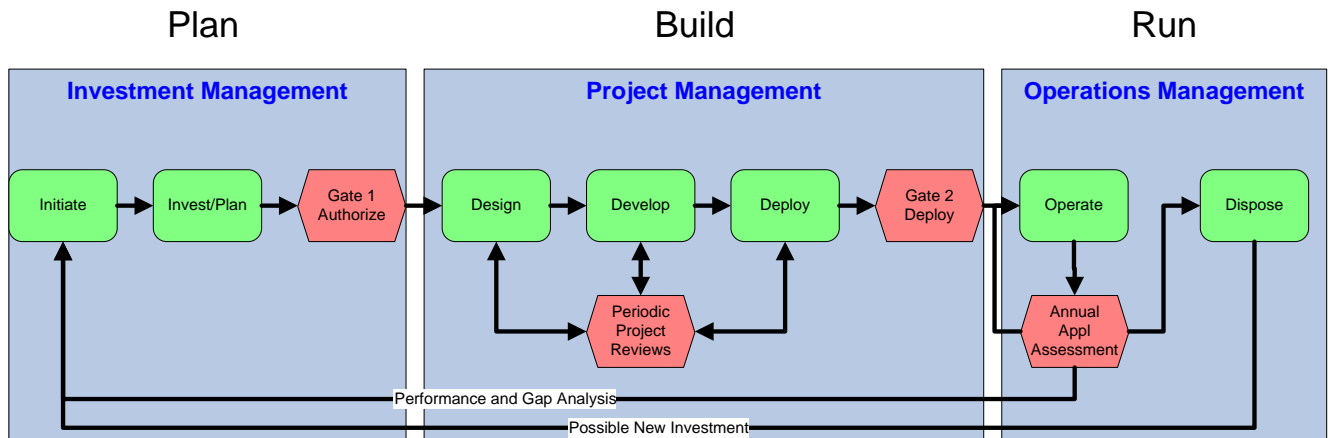 Plan
Build
Run
Investment Management
Project Management
Operations Management
Initiate
Invest/Plan
Gate 1
Authorize
Design
Develop
Deploy
Gate 2
Deploy
Operate
Dispose
Periodic
Project
Reviews
Annual
Appl
Assessment
Performance and Gap Analysis
Possible New Investment